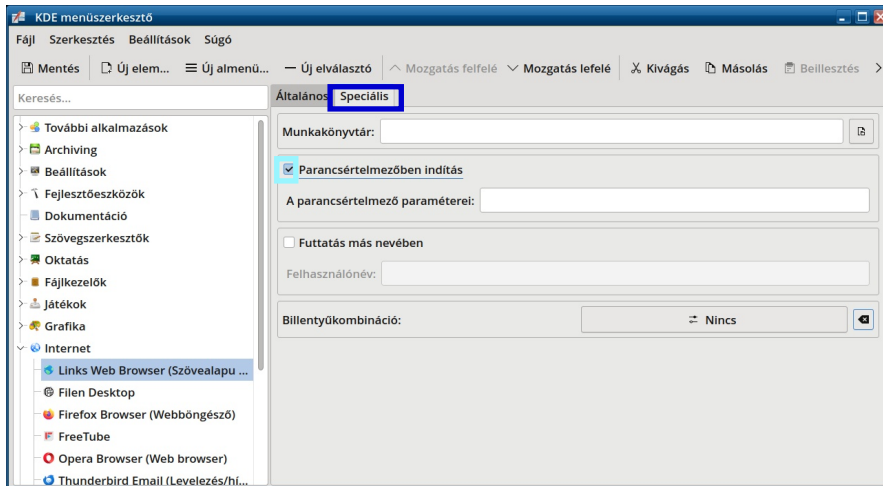 KDE menüszerkesztő
Fájl Szerkesztés Beállítások Súgó
Mentés Új elem... Új almenü... Új elválasztó Mozgatás felfelé Mozgatás lefelé Kivágás Másolás Beillesztés
Keresés...
További alkalmazások
Archiving
Beállítások
Fejlesztőeszközök
Dokumentáció
Szövegszerkesztők
Oktatás
Fájlkezelők
Játékok
Grafika
Internet
Links Web Browser (Szövealapu ...
Filen Desktop
Firefox Browser (Webböngésző)
FreeTube
Opera Browser (Web browser)
Thunderbird Email (Levelezés/hí...
Általános Speciális
Munkakönyvtár:
Parancsértelmezőben indítás
A parancsértelmező paraméterei:
Futtatás más nevében
Felhasználónév:
Billentyűkombináció: Nincs